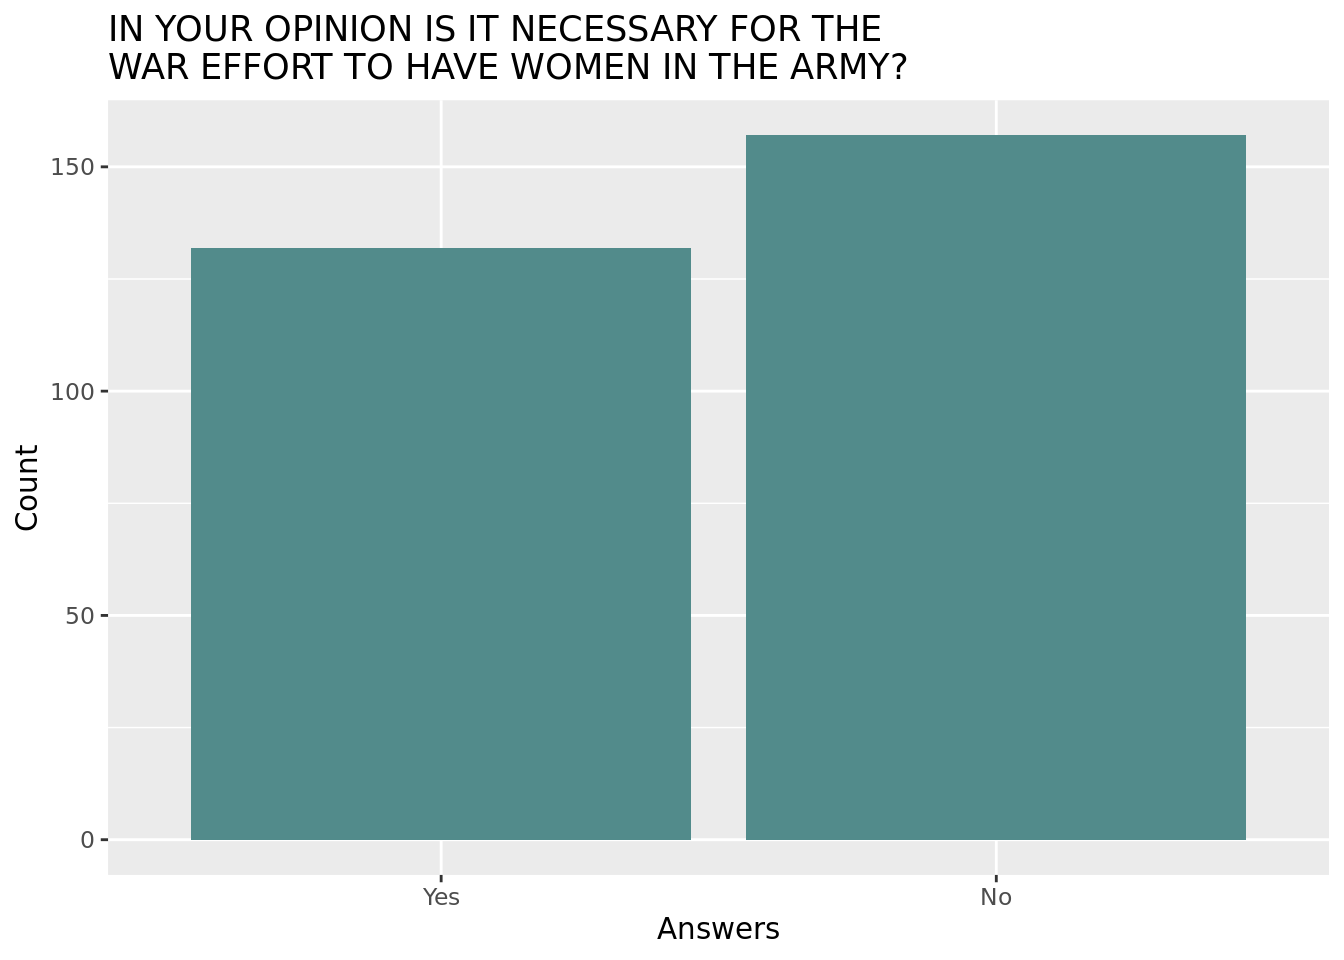 IN YOUR OPINION IS IT NECESSARY FOR THE
WAR EFFORT TO HAVE WOMEN IN THE ARMY?
150
100
50
0
Count
Yes
No
Answers